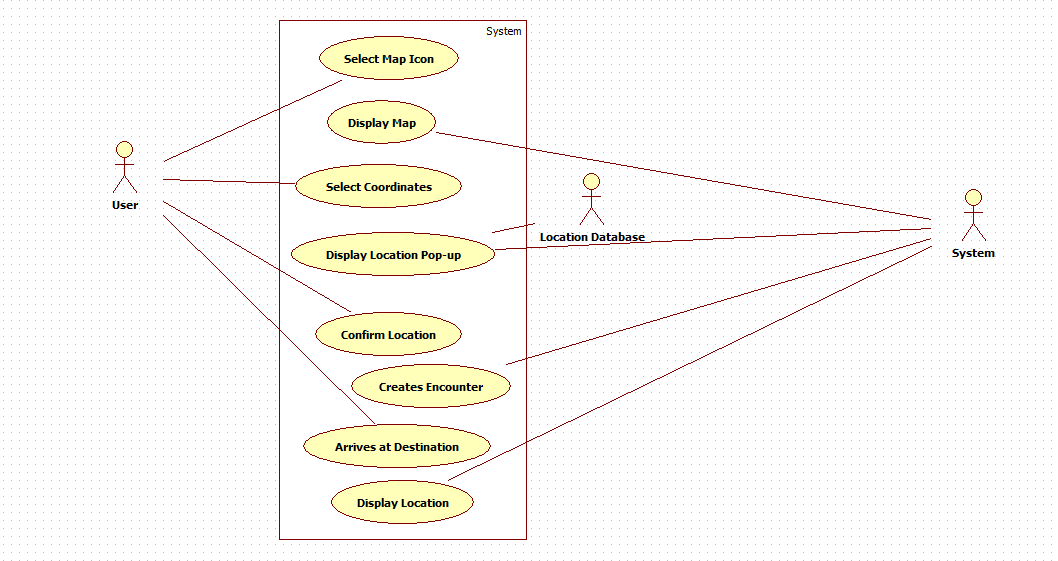 System
Select Map Icon
Display Map
Select Coordinates
User
Location Database
Display Location Pop-up
System
Confirm Location
Creates Encounter
Arrives at Destination
Display Location